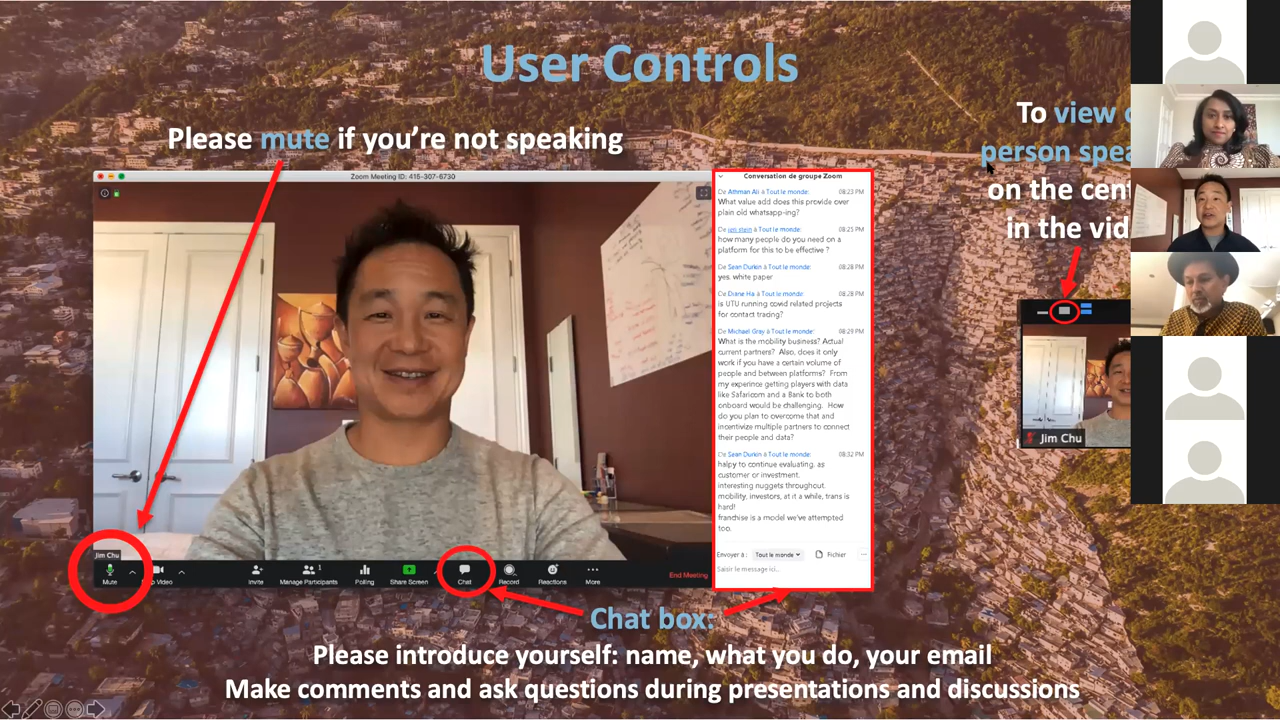 User Controls
Please mute if you're not speaking
To view
person spea
on the cent
in the vid
Zoom Meeting ID: 415-307-6730
Conversation de groupe Zoom
De Athman Ali à Tout le monde: 08:23 PM
What value add does this provide over
plain old whatsapp-ing?
à Tout le monde: 08:25 PM
how many people do you need on a
platform for this to be effective ?
De Sean Durkin à Tout le monde: 08:28 PM
yes. white paper
De Diane Ha à Tout le monde: 08:28 PM
is UTU running covid related projects
for contact tracing?
De Michael Gray à Tout le monde: 08:29 PM
What is the mobility business? Actual
current partners? Also, does it only
work if you have a certain volume of
people and between platforms? From
my experince getting players with data
like Safaricom and a Bank to both
onboard would be challenging. How
do you plan to overcome that and
incentivize multiple partners to connect
their people and data?
De Sean Durkin à Tout le monde: 08:32 PM
halpy to continue evaluating. as
customer or investment.
interesting nuggets throughout.
mobility, investors, at it a while, trans is
hard!
franchise is a model we've attempted
too.
Envoyer à : Tout le monde Fichier
Saisir le message ici...
Jim Chu
Mute
Video
Invite
Manage Participants 1
Polling
Share Screen
Chat
Record
Reactions
More
End Meeting
Jim Chu
Chat box:
Please introduce yourself: name, what you do, your email
Make comments and ask questions during presentations and discussions